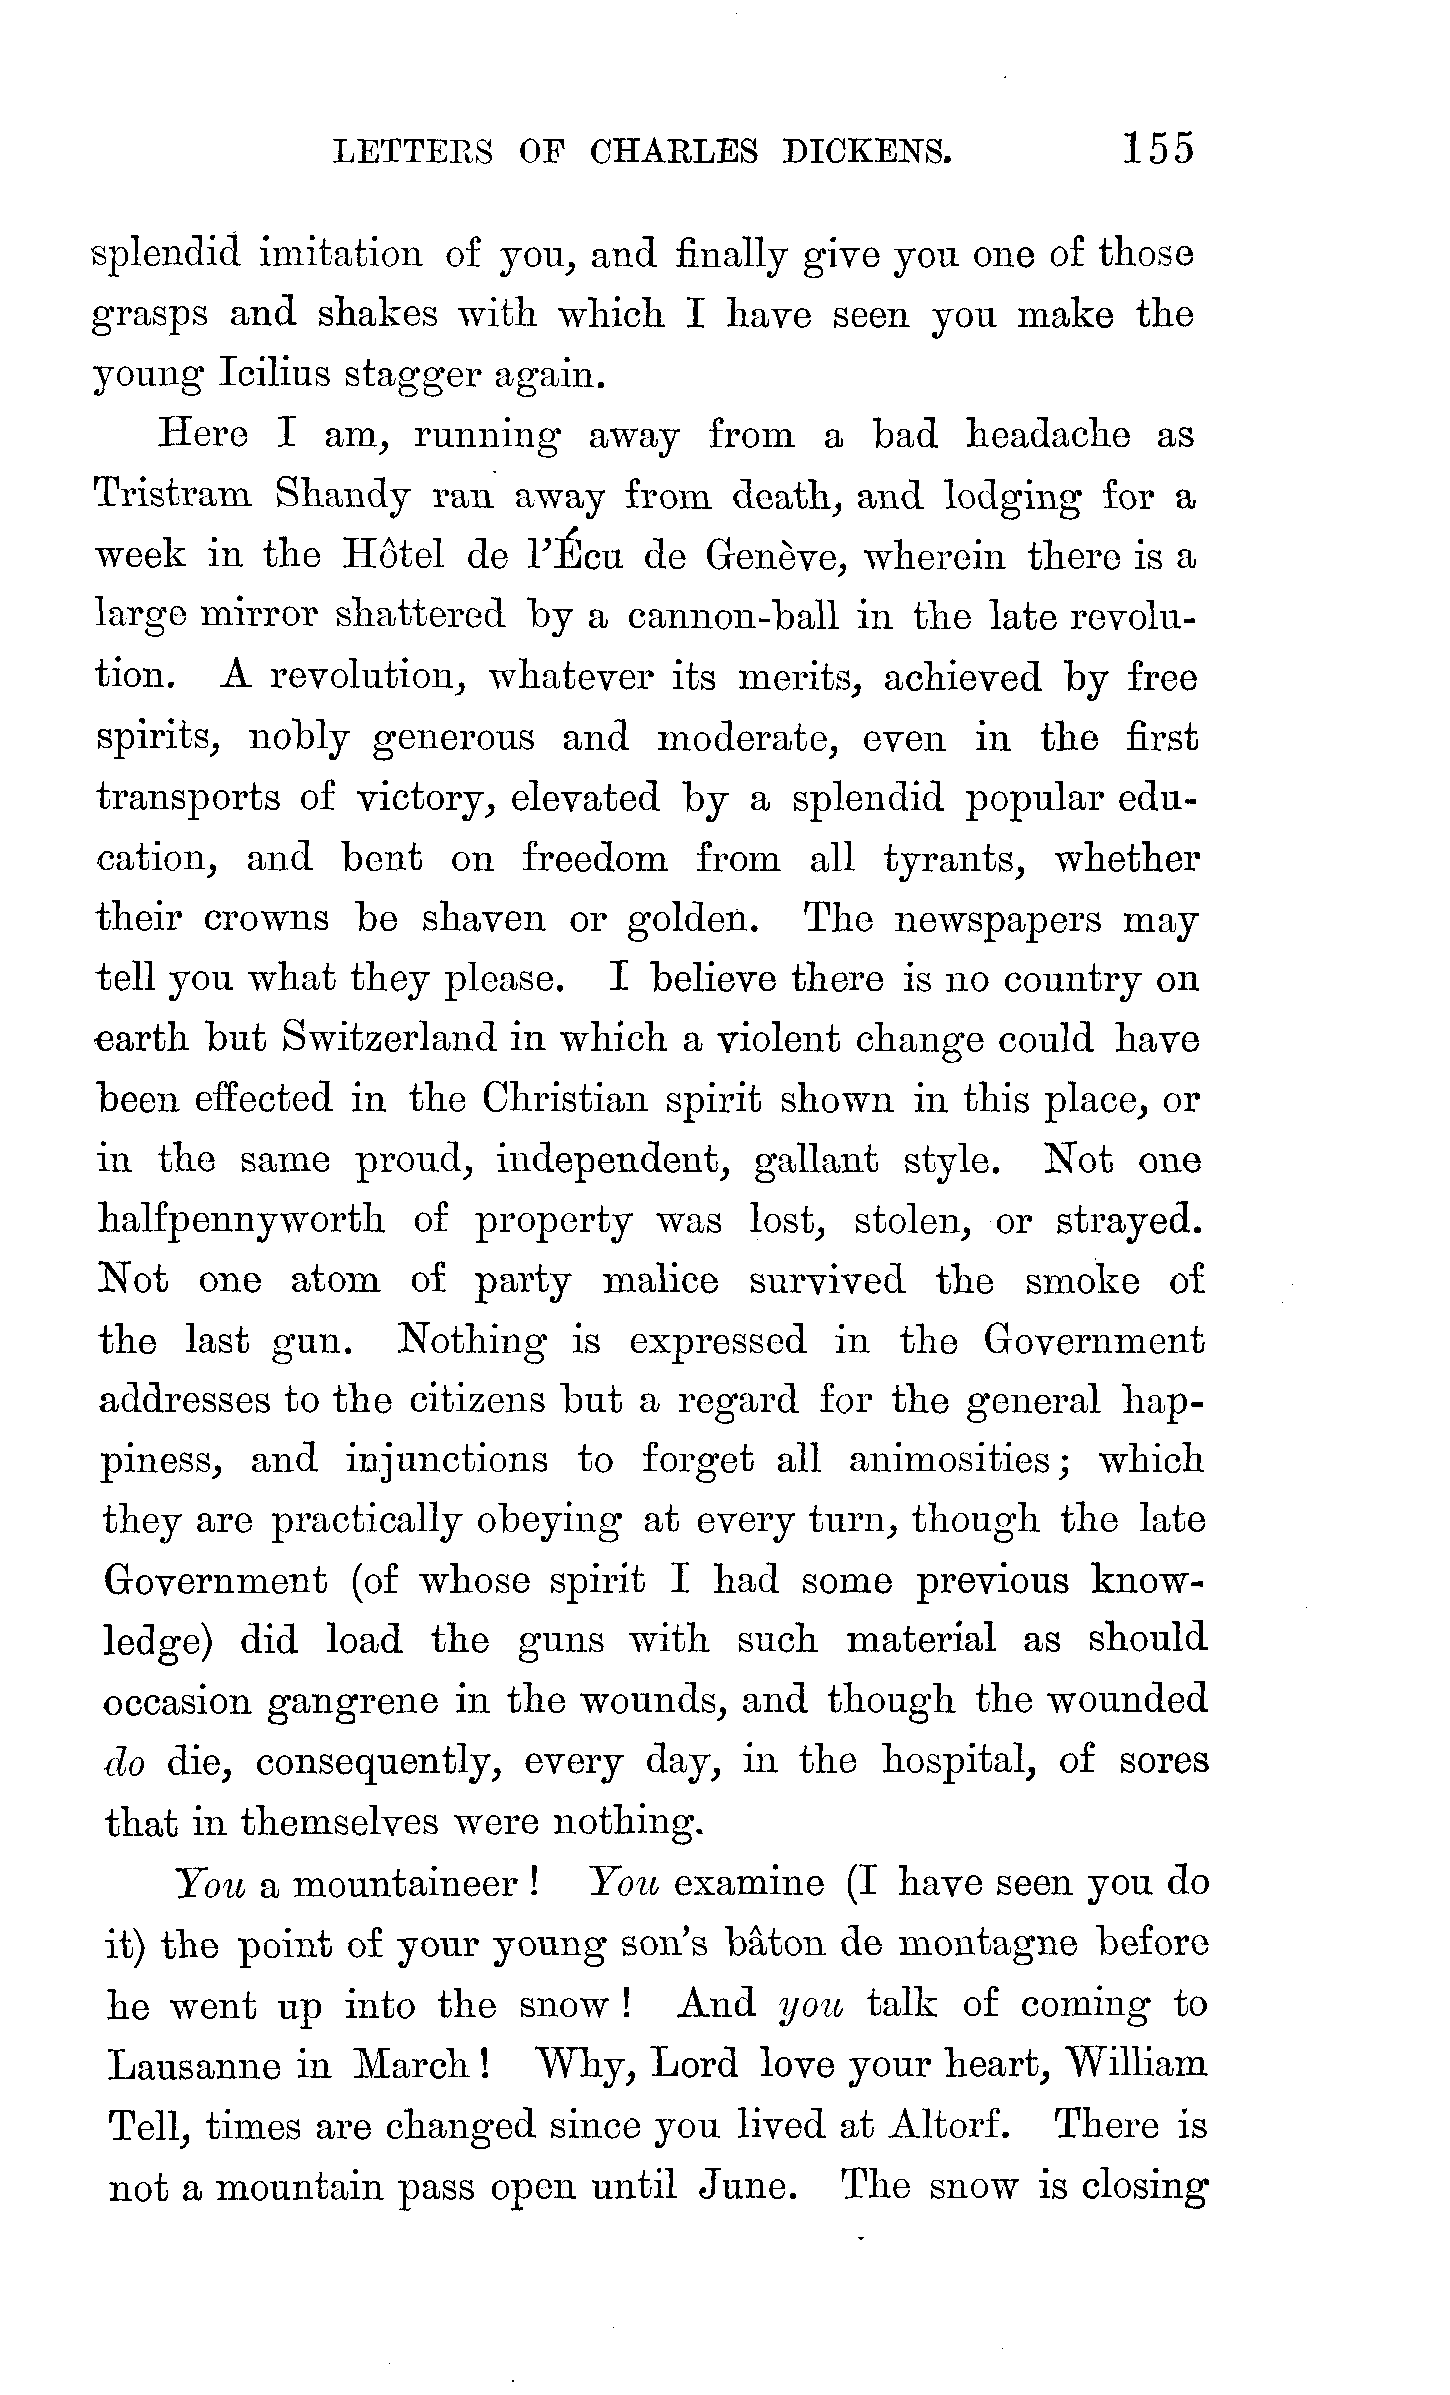 LETTERS OF CHARLES DICKENS. 155
splendid imitation of you, and finally give you one of those
grasps and shakes with which I have seen you make the
young Icilius stagger again.
Here I am, running away from a bad headache as
Tristram Shandy ran away from death, and lodging for a
week in the Hôtel de l'Écu de Genève, wherein there is a
large mirror shattered by a cannon-ball in the late revolu-
tion. A revolution, whatever its merits, achieved by free
spirits, nobly generous and moderate, even in the first
transports of victory, elevated by a splendid popular edu-
cation, and bent on freedom from all tyrants, whether
their crowns be shaven or golden. The newspapers may
tell you what they please. I believe there is no country on
earth but Switzerland in which a violent change could have
been effected in the Christian spirit shown in this place, or
in the same proud, independent, gallant style. Not one
halfpennyworth of property was lost, stolen, or strayed.
Not one atom of party malice survived the smoke of
the last gun. Nothing is expressed in the Government
addresses to the citizens but a regard for the general hap-
piness, and injunctions to forget all animosities; which
they are practically obeying at every turn, though the late
Government (of whose spirit I had some previous know-
ledge) did load the guns with such material as should
occasion gangrene in the wounds, and though the wounded
do die, consequently, every day, in the hospital, of sores
that in themselves were nothing.
You a mountaineer! You examine (I have seen you do
it) the point of your young son's bâton de montagne before
he went up into the snow! And you talk of coming to
Lausanne in March! Why, Lord love your heart, William
Tell, times are changed since you lived at Altorf. There is
not a mountain pass open until June. The snow is closing